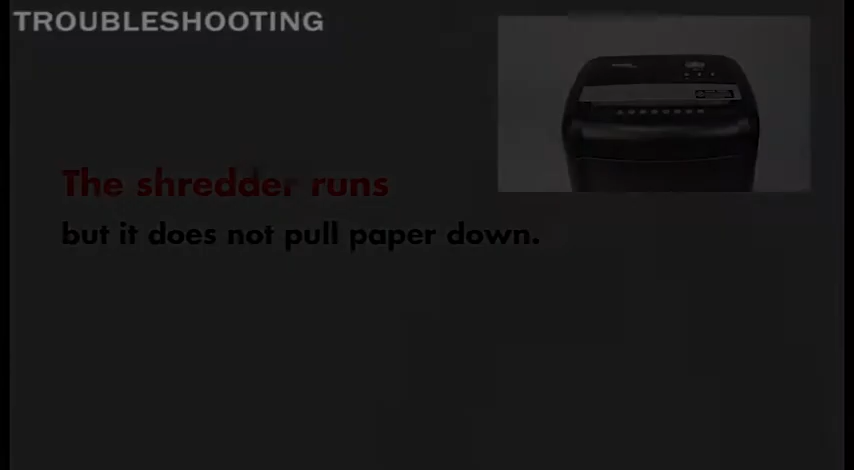 TROUBLESHOOTING
The shredder runs
but it does not pull paper down.